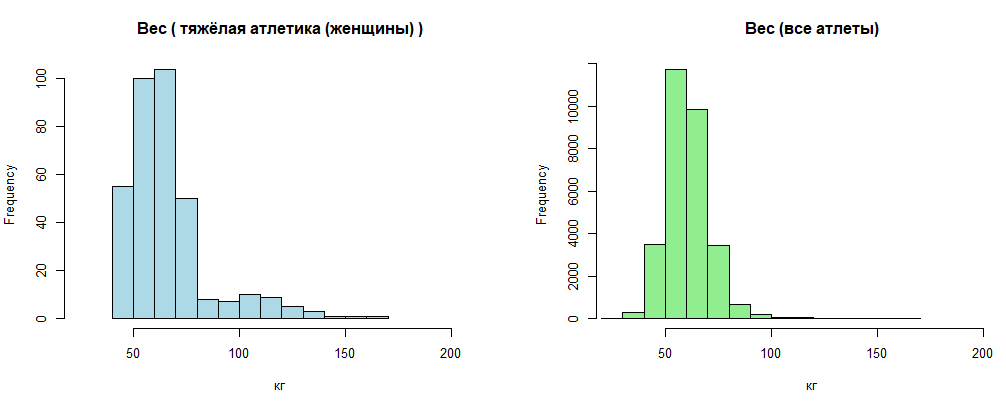 Вес ( тяжёлая атлетика (женщины) )
Frequency
100
80
60
40
20
0
50 100 150 200
кг
Вес (все атлеты)
Frequency
10000
8000
6000
4000
2000
0
50 100 150 200
кг